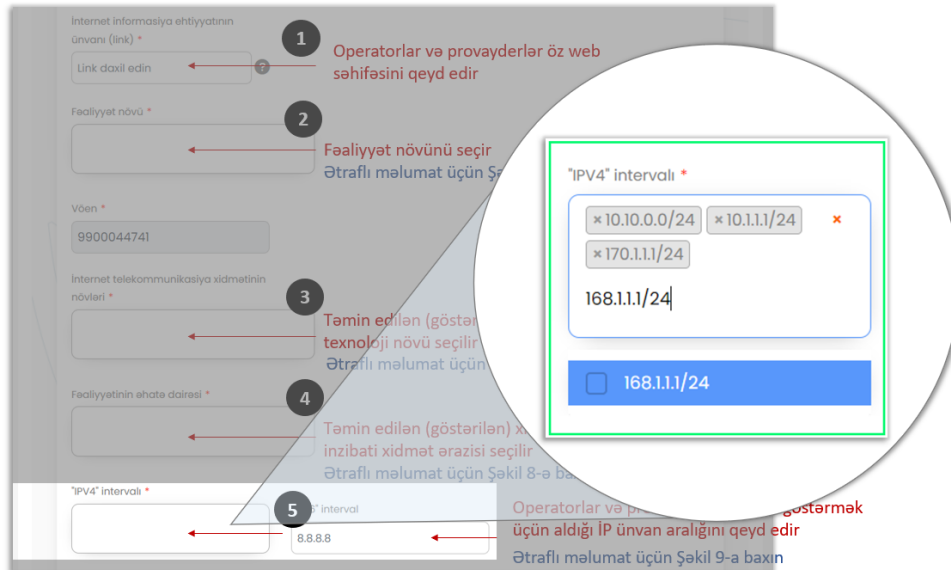 İnternet informasiya ehtiyyatının
ünvanı (link) *
1
Link daxil edin
?
Operatorlar və provayderlər öz web
səhifəsini qeyd edir
Fəaliyyət növü *
2
Fəaliyyət növünü seçir
Ətraflı məlumat üçün
Vöen *
9900044741
İnternet telekommunikasiya xidmətinin
növləri *
3
Təmin edilən
texnoloji növü seçilir
Ətraflı məlumat üçün
Fəaliyyətinin əhatə dairəsi *
4
Təmin edilən (göstərilən)
inzibati xidmət ərazisi seçilir
Ətraflı məlumat üçün Şəkil 8-ə
"IPV4" intervalı *
5
interval
8.8.8.8
Operatorlar və göstərmək
üçün aldığı İP ünvan aralığını qeyd edir
Ətraflı məlumat üçün Şəkil 9-a baxın
"IPV4" intervalı *
×10.10.0.0/24 ×10.1.1.1/24 ×
×170.1.1.1/24
168.1.1.1/24
168.1.1.1/24